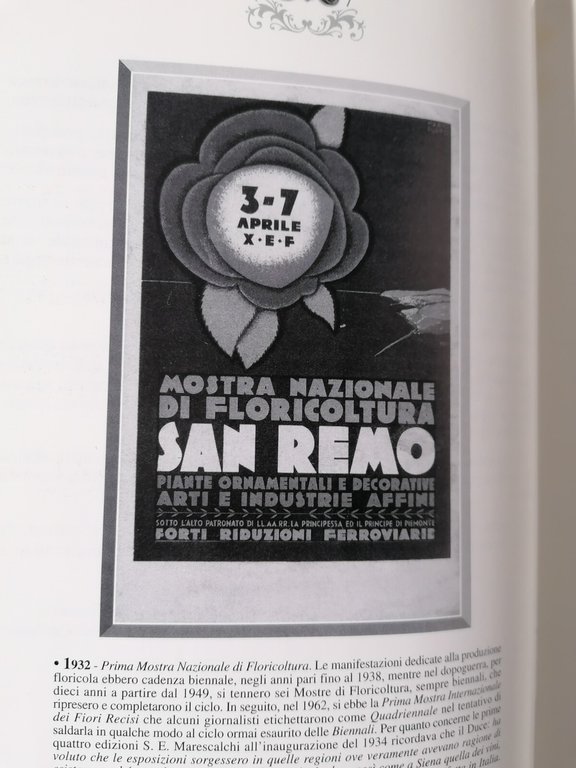 3-7
APRILE
X·E·F
MOSTRA NAZIONALE
DI FLORICOLTURA
SAN REMO
PIANTE ORNAMENTALI E DECORATIVE
ARTI E INDUSTRIE AFFINI
SOTTO L'ALTO PATRONATO DI LL.AA.RR. LA PRINCIPESSA ED IL PRINCIPE DI PIEMONTE
FORTI RIDUZIONI FERROVIARIE
• 1932 - Prima Mostra Nazionale di Floricoltura. Le manifestazioni dedicate alla produzione
floricola ebbero cadenza biennale, negli anni pari fino al 1938, mentre nel dopoguerra, per
dieci anni a partire dal 1949, si tennero sei Mostre di Floricoltura, sempre biennali, che
ripresero e completarono il ciclo. In seguito, nel 1962, si ebbe la Prima Mostra Internazionale
dei Fiori Recisi che alcuni giornalisti etichettarono come Quadriennale nel tentativo di
saldarla in qualche modo al ciclo ormai esaurito delle Biennali. Per quanto concerne le prime
quattro edizioni S. E. Marescalchi all'inaugurazione del 1934 ricordava che il Duce: ha
voluto che le esposizioni sorgessero in quelle regioni ove veramente avevano ragione di
come a Siena quella dei vini,
in Italia.